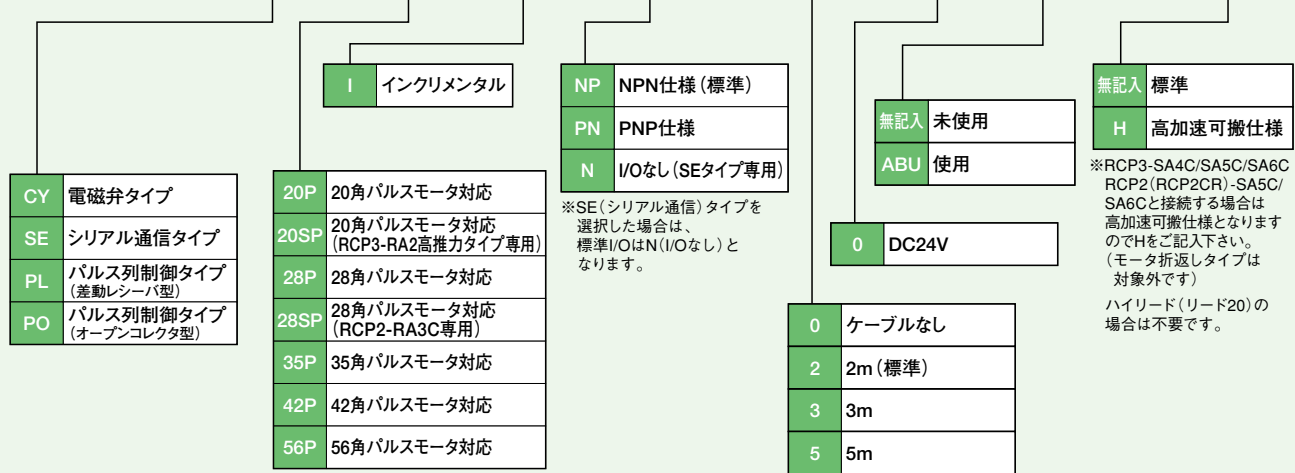 CY 電磁弁タイプ
SE シリアル通信タイプ
PL パルス列制御タイプ
(差動レシーバ型)
PO パルス列制御タイプ
(オープンコレクタ型)
I インクリメンタル
20P 20角パルスモータ対応
20SP 20角パルスモータ対応
(RCP3-RA2高推力タイプ専用)
28P 28角パルスモータ対応
28SP 28角パルスモータ対応
(RCP2-RA3C専用)
35P 35角パルスモータ対応
42P 42角パルスモータ対応
56P 56角パルスモータ対応
NP NPN仕様(標準)
PN PNP仕様
N I/Oなし(SEタイプ専用)
※SE(シリアル通信)タイプを
選択した場合は、
標準I/OはN(I/Oなし)と
なります。
0 ケーブルなし
2 2m(標準)
3 3m
5 5m
0 DC24V
無記入 未使用
ABU 使用
無記入 標準
H 高加速可搬仕様
※RCP3-SA4C/SA5C/SA6C
RCP2(RCP2CR)-SA5C/
SA6Cと接続する場合は
高加速可搬仕様となります
のでHをご記入下さい。
(モータ折返しタイプは
対象外です)
ハイリード(リード20)の
場合は不要です。